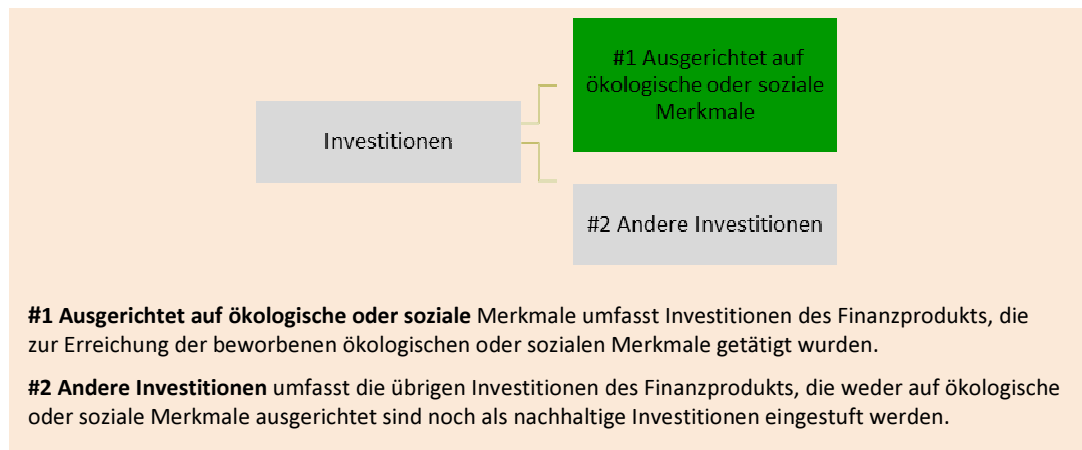 #1 Ausgerichtet auf
ökologische oder soziale
Merkmale
Investitionen
#2 Andere Investitionen
#1 Ausgerichtet auf ökologische oder soziale Merkmale umfasst Investitionen des Finanzprodukts, die
zur Erreichung der beworbenen ökologischen oder sozialen Merkmale getätigt wurden.
#2 Andere Investitionen umfasst die übrigen Investitionen des Finanzprodukts, die weder auf ökologische
oder soziale Merkmale ausgerichtet sind noch als nachhaltige Investitionen eingestuft werden.